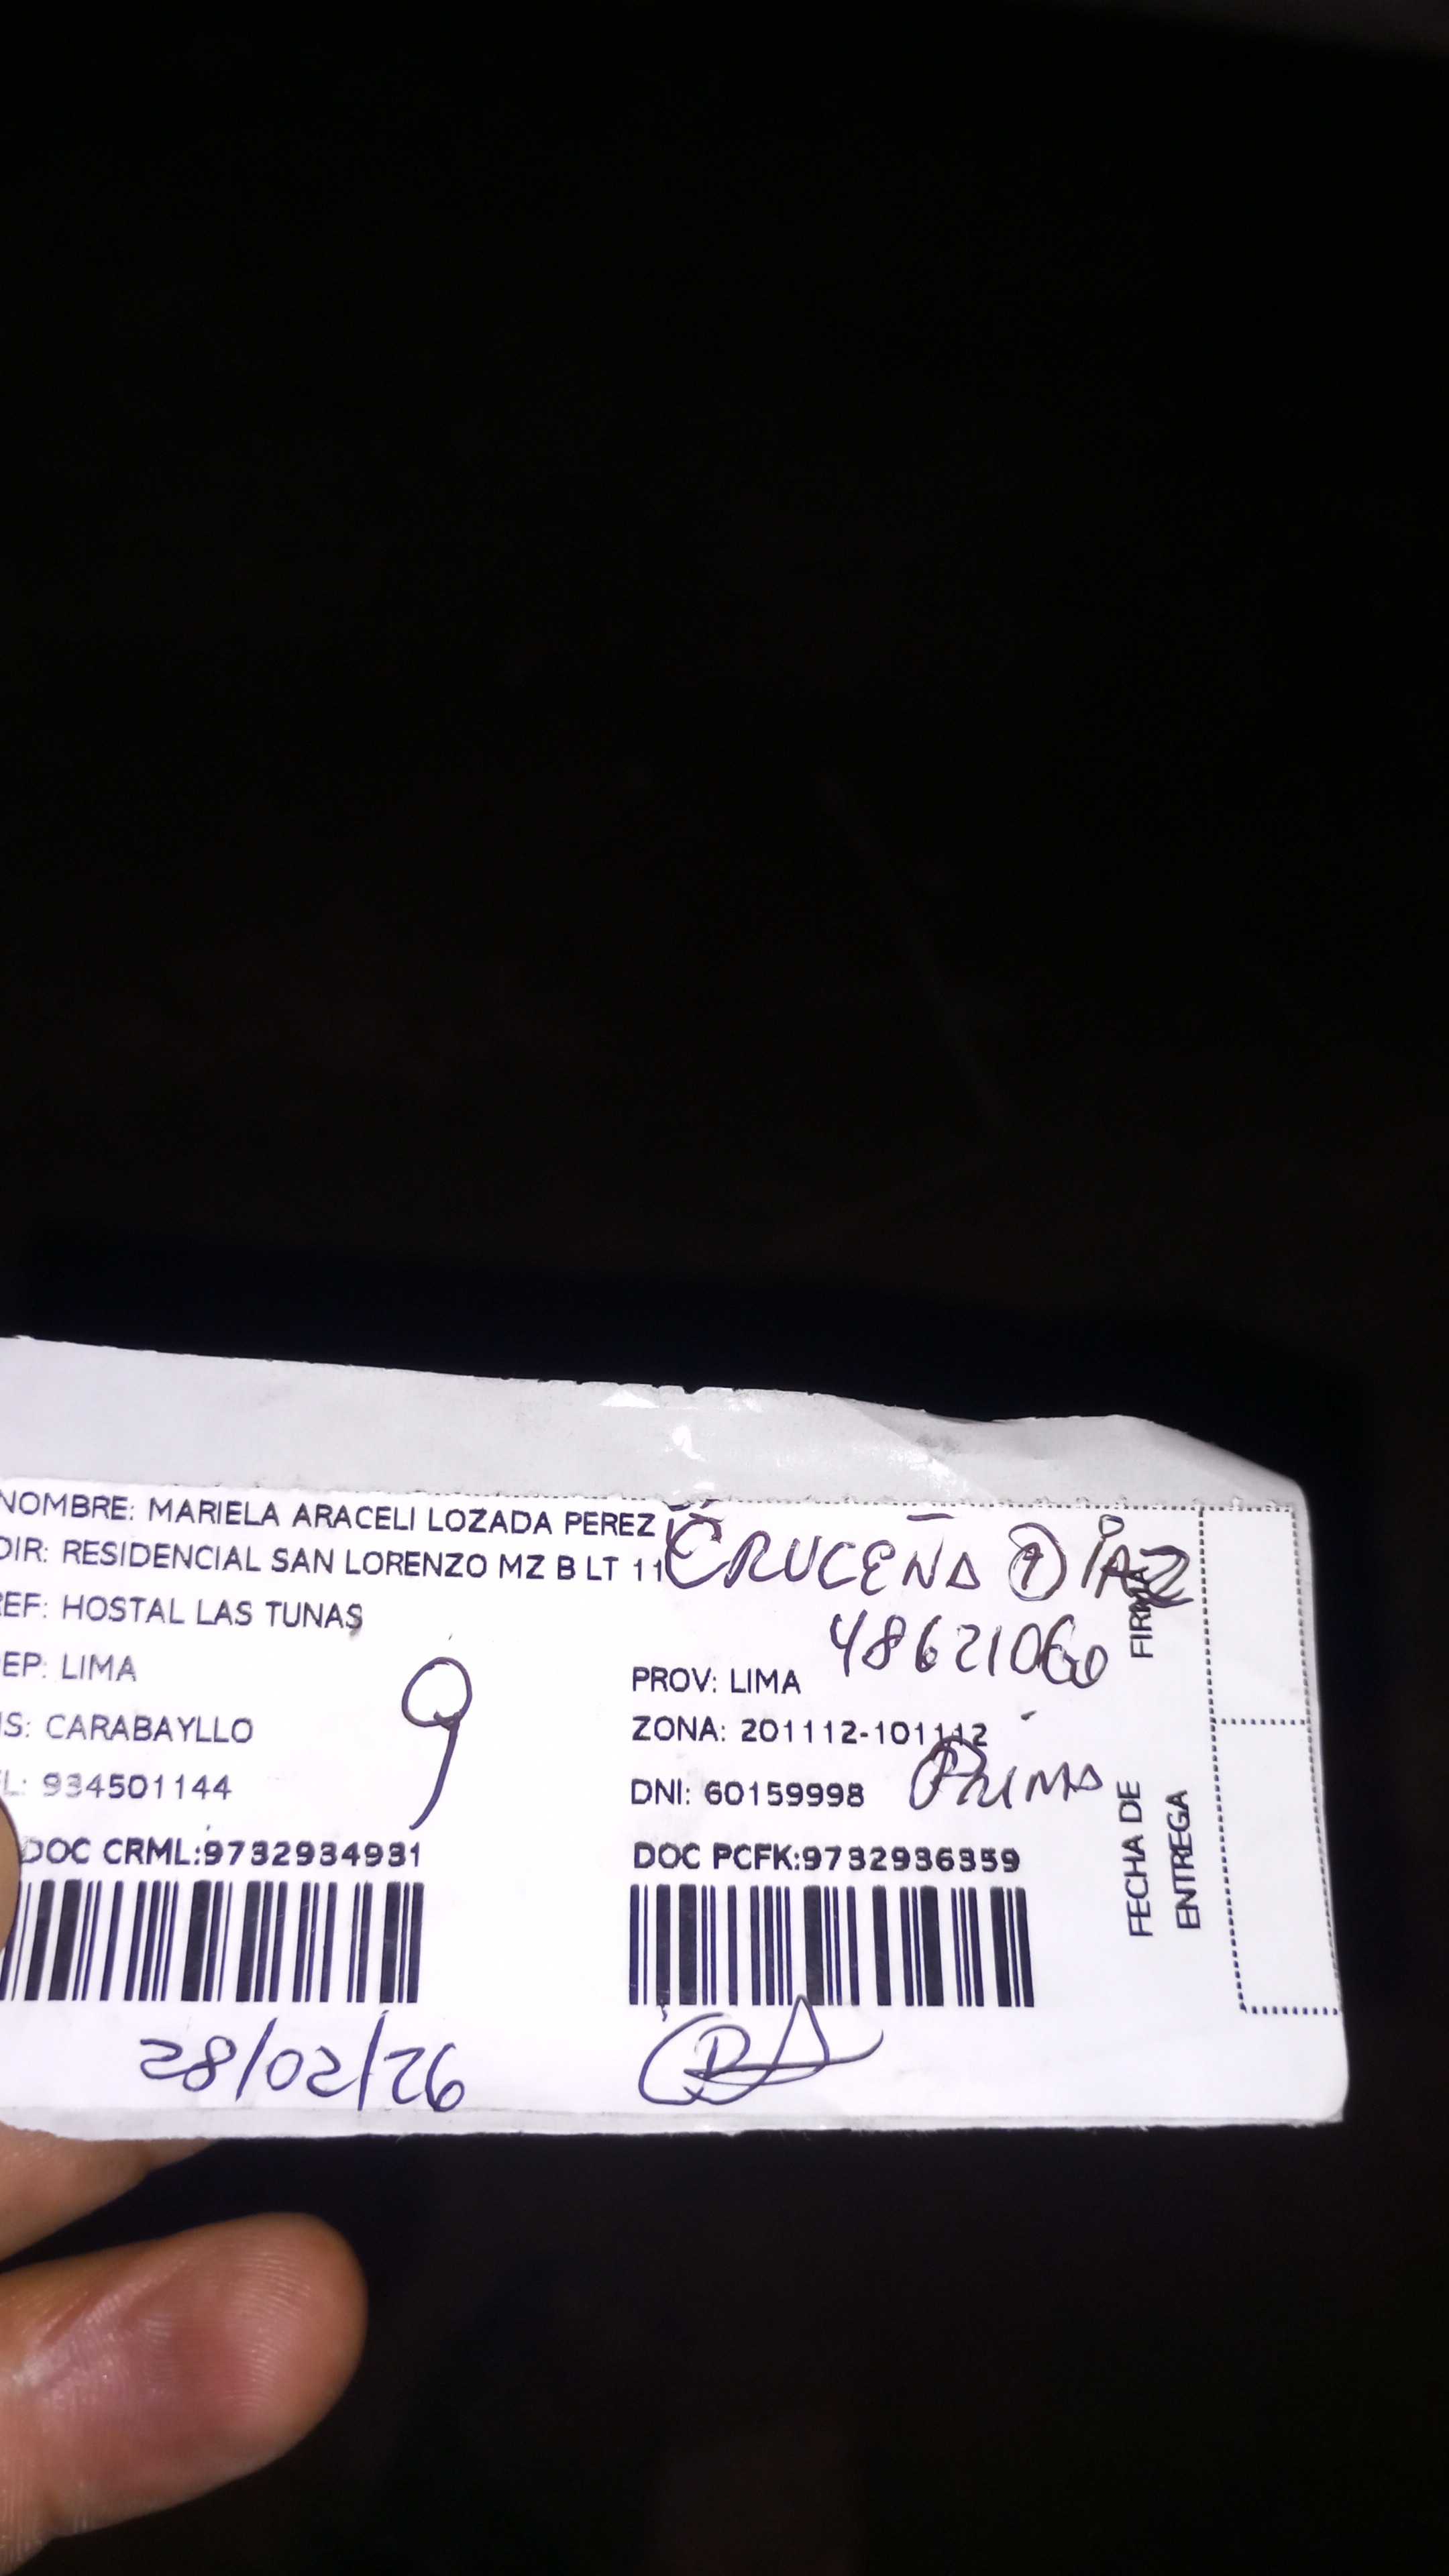 NOMBRE: MARIELA ARACELI LOZADA PEREZ
CRUCEÑA DIAZ
DIR: RESIDENCIAL SAN LORENZO MZ B LT 11
REF: HOSTAL LAS TUNAS
48621060
FIRMA
EP: LIMA
PROV: LIMA
9
IS: CARABAYLLO
ZONA: 201112-101112
L: 934501144
DNI: 60159998
PRIMA
DOC CRML:9732934931
DOC PCFK:9732936359
FECHA DE
ENTREGA
28/02/26